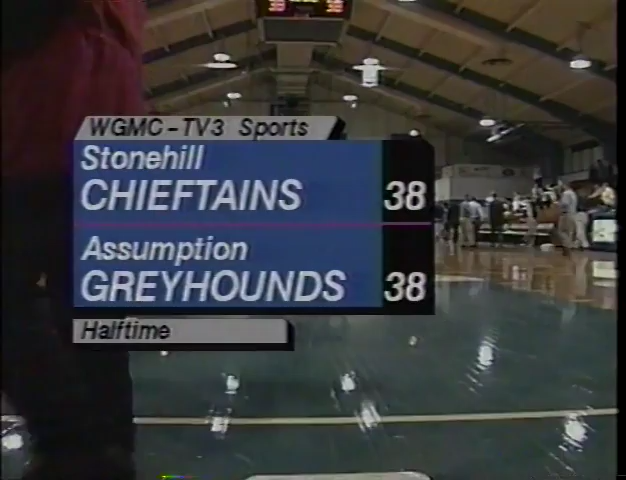 WGMC-TV3 Sports
Stonehill
CHIEFTAINS 38
Assumption
GREYHOUNDS 38
Halftime